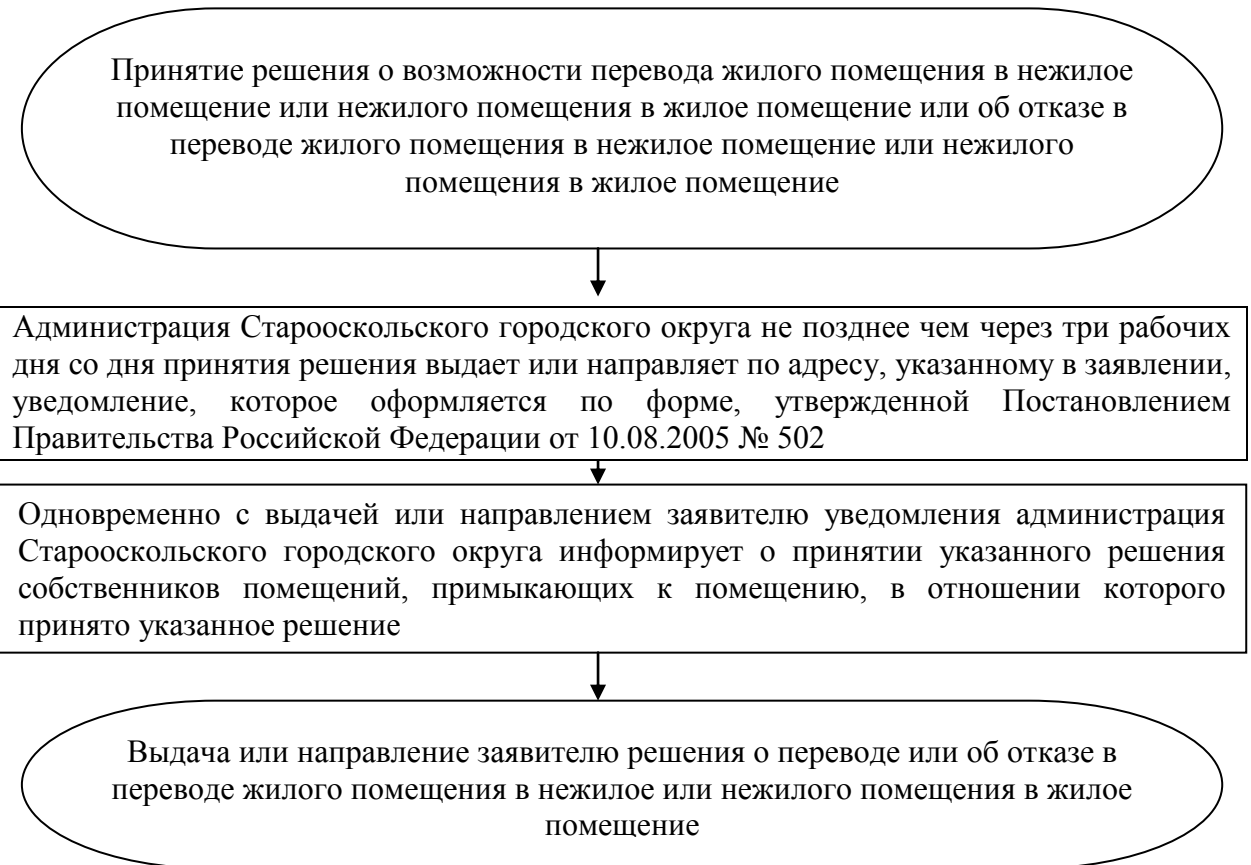 Принятие решения о возможности перевода жилого помещения в нежилое
помещение или нежилого помещения в жилое помещение или об отказе в
переводе жилого помещения в нежилое помещение или нежилого
помещения в жилое помещение
Администрация Старооскольского городского округа не позднее чем через три рабочих
дня со дня принятия решения выдает или направляет по адресу, указанному в заявлении,
уведомление, которое оформляется по форме, утвержденной Постановлением
Правительства Российской Федерации от 10.08.2005 № 502
Одновременно с выдачей или направлением заявителю уведомления администрация
Старооскольского городского округа информирует о принятии указанного решения
собственников помещений, примыкающих к помещению, в отношении которого
принято указанное решение
Выдача или направление заявителю решения о переводе или об отказе в
переводе жилого помещения в нежилое или нежилого помещения в жилое
помещение